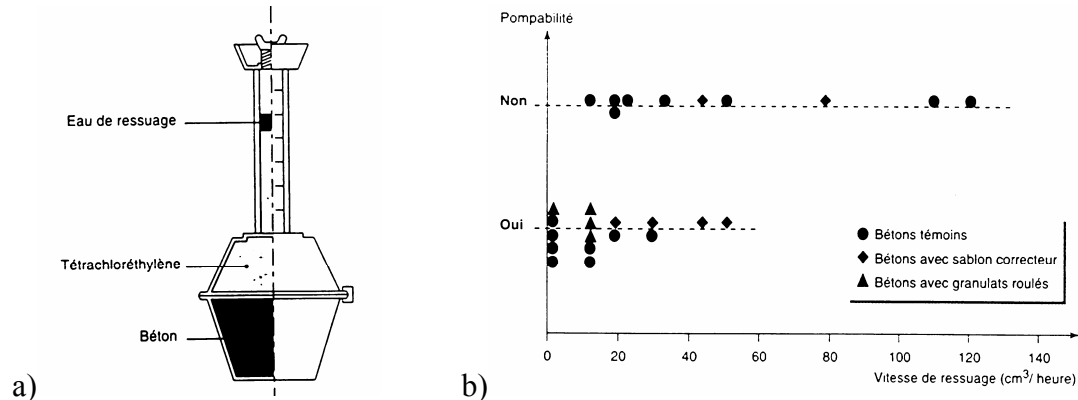 Eau de ressuage
Tétrachloréthylène
Béton
a)
Pompabilité
Non
Oui
Bétons témoins
Bétons avec sablon correcteur
Bétons avec granulats roulés
0 20 40 60 80 100 120 140
Vitesse de ressuage (cm³/ heure)
b)